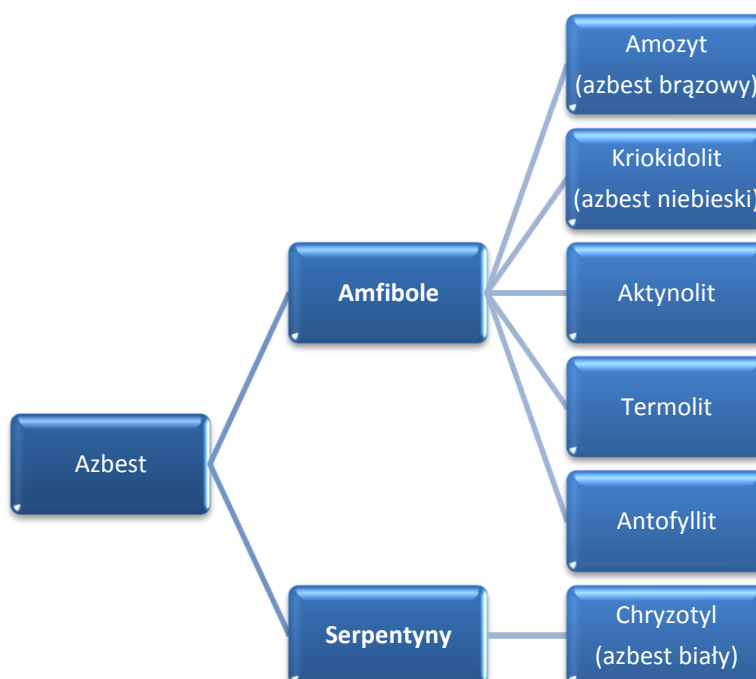 Amozyt
(azbest brązowy)
Kriokidolit
(azbest niebieski)
Amfibole
Aktynolit
Termolit
Azbest
Antofyllit
Serpentyny
Chryzotyl
(azbest biały)